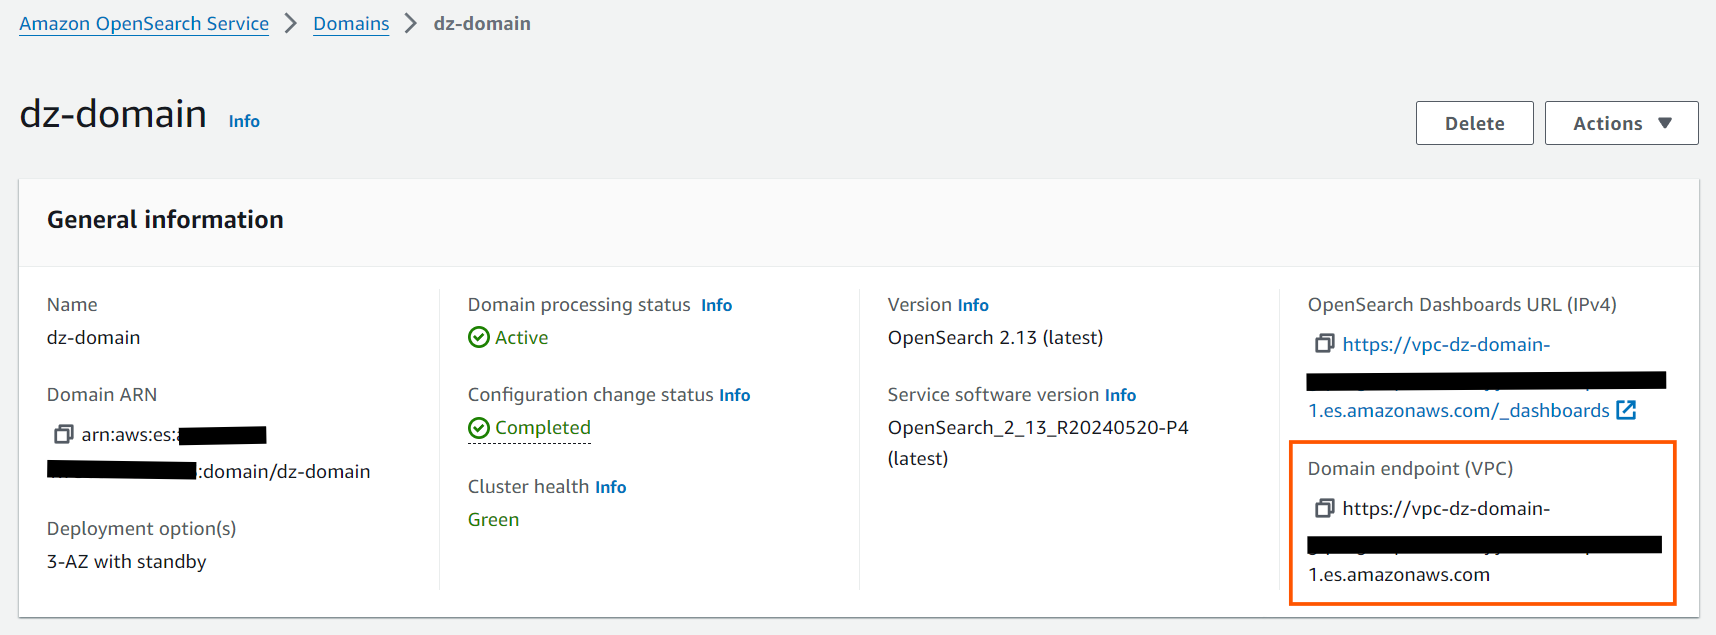 Amazon OpenSearch Service > Domains > dz-domain
dz-domain Info
Delete
Actions
General information
Name
dz-domain
Domain ARN
arn:aws:es:
:domain/dz-domain
Deployment option(s)
3-AZ with standby
Domain processing status Info
Active
Configuration change status Info
Completed
Cluster health Info
Green
Version Info
OpenSearch 2.13 (latest)
Service software version Info
OpenSearch_2_13_R20240520-P4
(latest)
OpenSearch Dashboards URL (IPv4)
https://vpc-dz-domain-
1.es.amazonaws.com/_dashboards
Domain endpoint (VPC)
https://vpc-dz-domain-
1.es.amazonaws.com